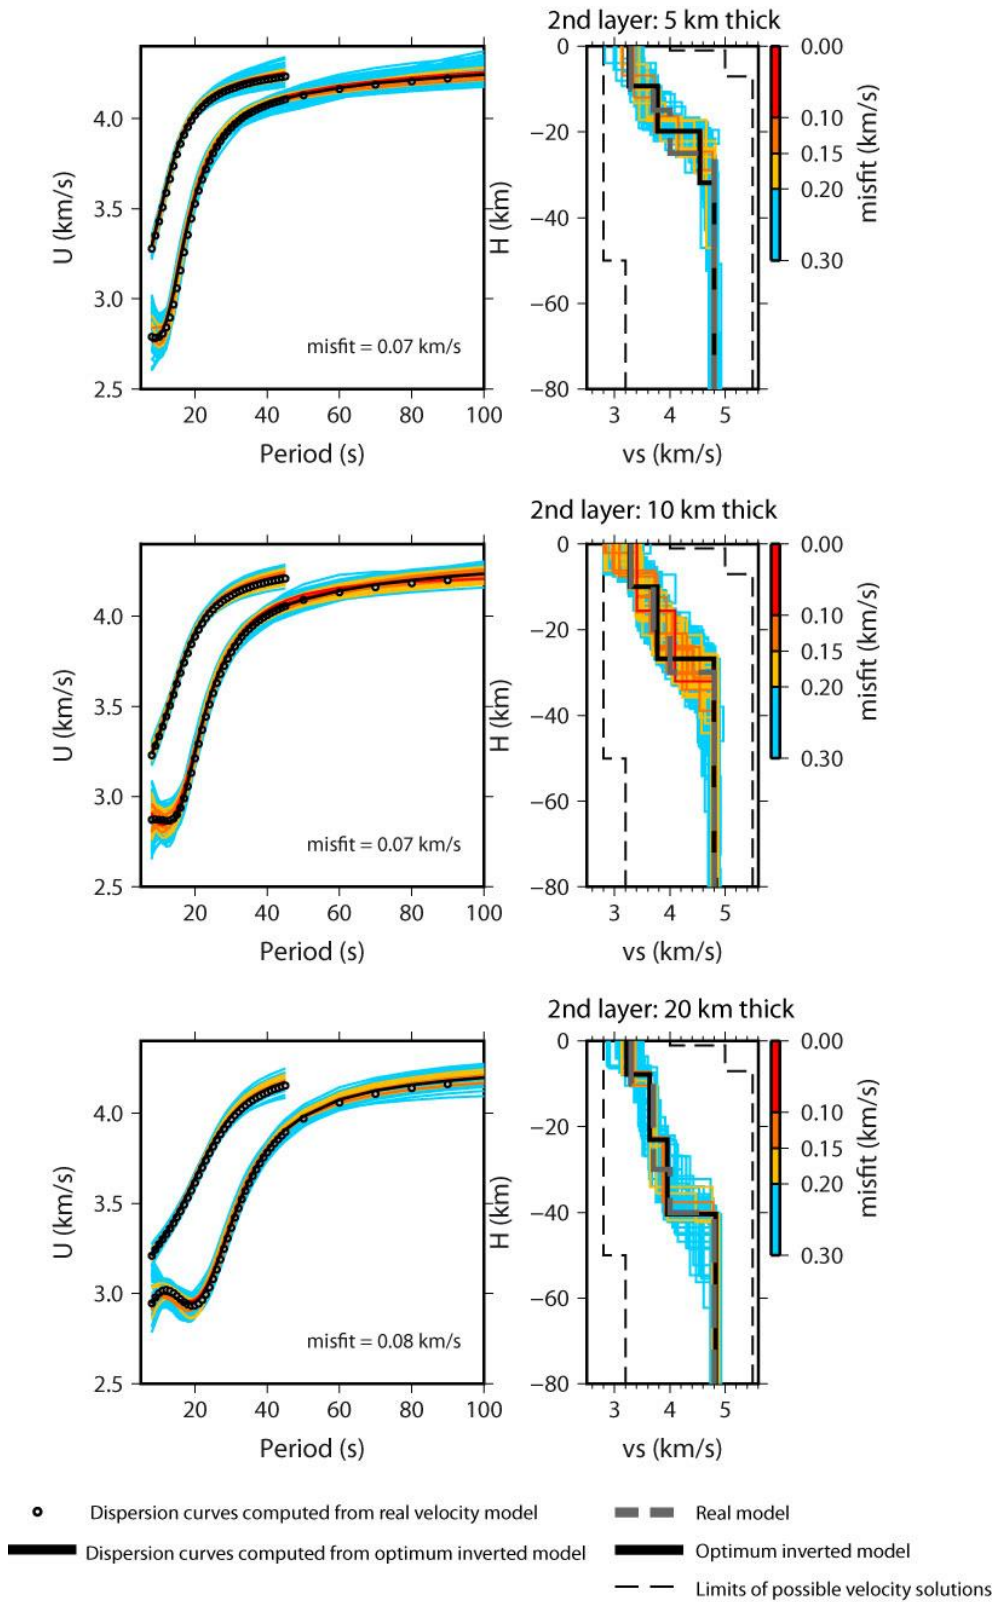 2nd layer: 5 km thick
0
0.00
4.0
−20
0.10
0.15
3.5
−40
0.20
U (km/s)
H (km)
misfit (km/s)
3.0
−60
0.30
misfit = 0.07 km/s
2.5
−80
20 40 60 80 100
3 4 5
Period (s)
vs (km/s)
2nd layer: 10 km thick
0
0.00
4.0
−20
0.10
0.15
3.5
−40
0.20
U (km/s)
H (km)
misfit (km/s)
3.0
−60
0.30
misfit = 0.07 km/s
2.5
−80
20 40 60 80 100
3 4 5
Period (s)
vs (km/s)
2nd layer: 20 km thick
0
0.00
4.0
−20
0.10
0.15
3.5
−40
0.20
U (km/s)
H (km)
misfit (km/s)
3.0
−60
0.30
misfit = 0.08 km/s
2.5
−80
20 40 60 80 100
3 4 5
Period (s)
vs (km/s)
Dispersion curves computed from real velocity model
Real model
Dispersion curves computed from optimum inverted model
Optimum inverted model
Limits of possible velocity solutions